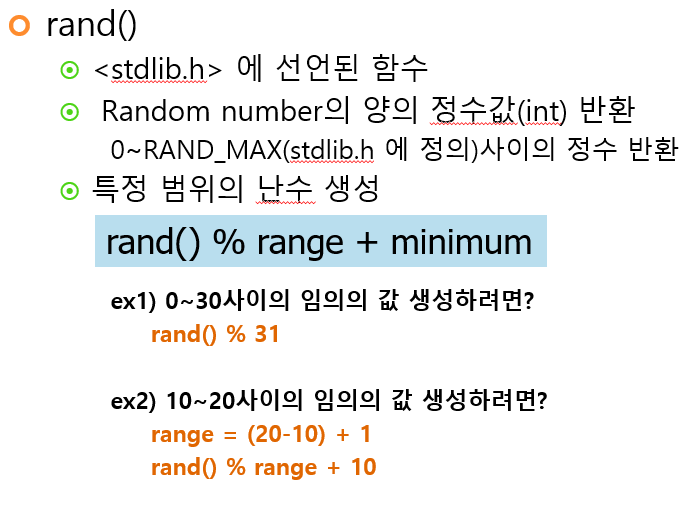 rand()
<stdlib.h> 에 선언된 함수
Random number의 양의 정수값(int) 반환
0~RAND_MAX(stdlib.h 에 정의)사이의 정수 반환
특정 범위의 난수 생성
rand() % range + minimum
ex1) 0~30사이의 임의의 값 생성하려면?
rand() % 31
ex2) 10~20사이의 임의의 값 생성하려면?
range = (20-10) + 1
rand() % range + 10